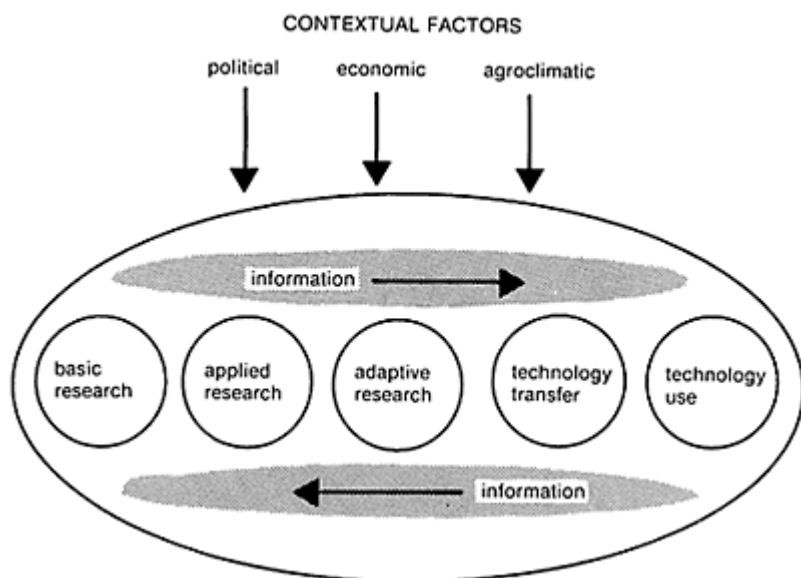 CONTEXTUAL FACTORS
political economic agroclimatic
information
basic
research
applied
research
adaptive
research
technology
transfer
technology
use
information